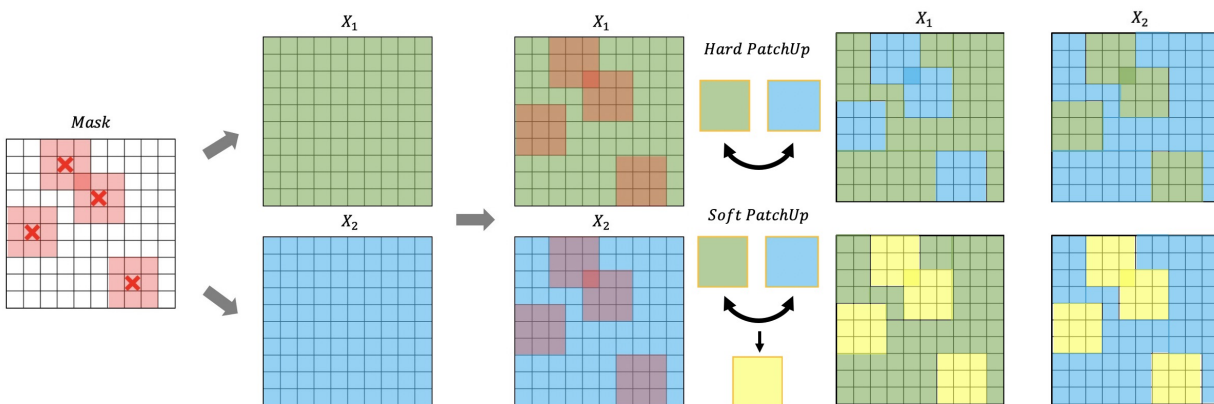 X₁
X₁
Hard PatchUp
X₁
X₂
Mask
X₂
X₂
Soft PatchUp